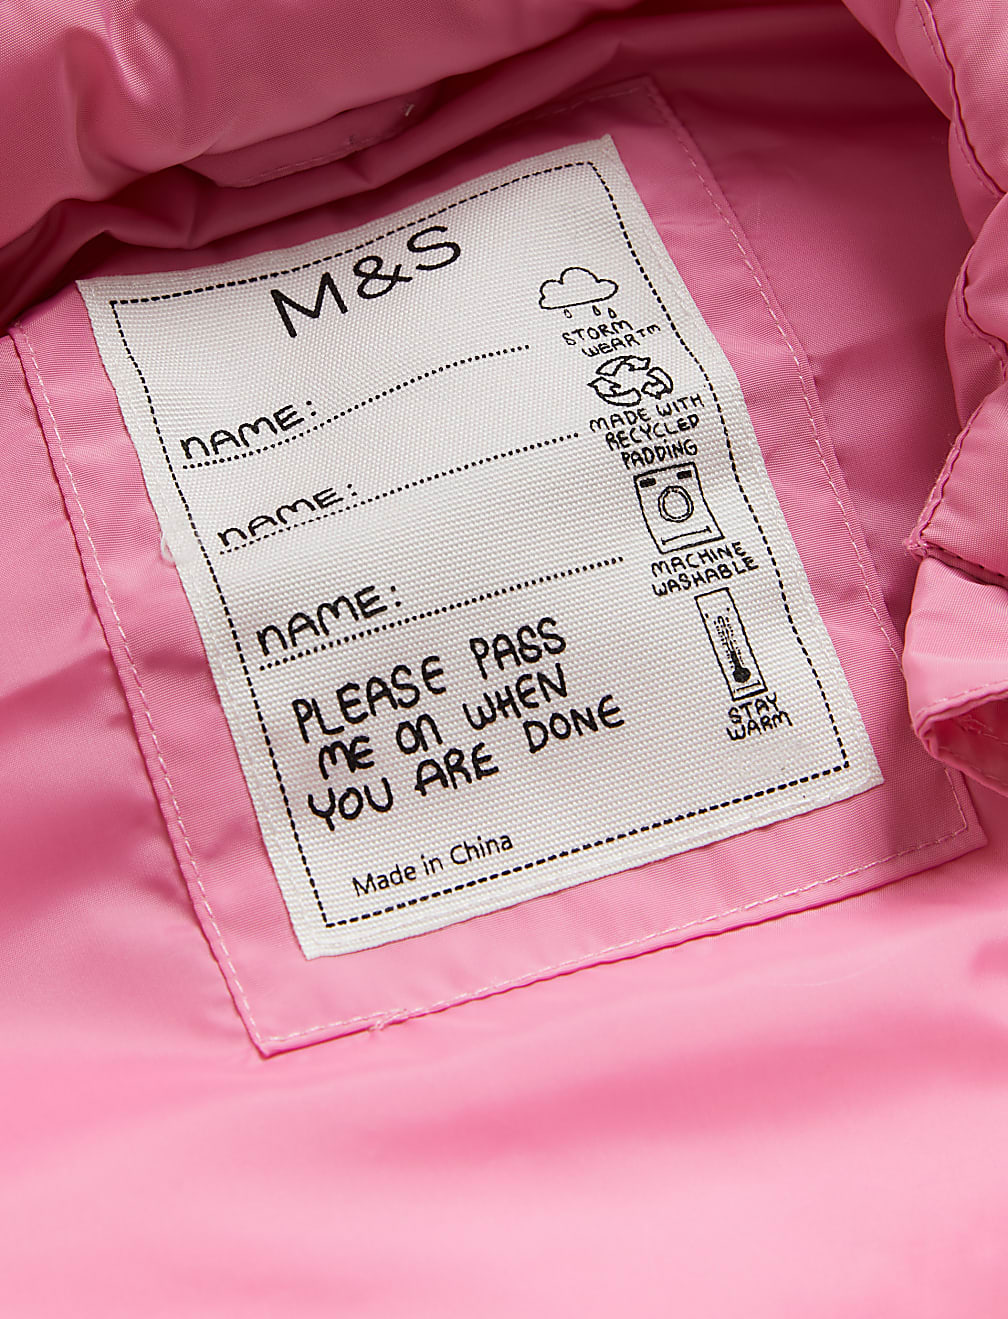 M&S
NAME:
NAME:
NAME:
PLEASE PASS
ME ON WHEN
YOU ARE DONE
Made in China
STORM
WEAR™
MADE WITH
RECYCLED
PADDING
MACHINE
WASHABLE
STAY
WARM